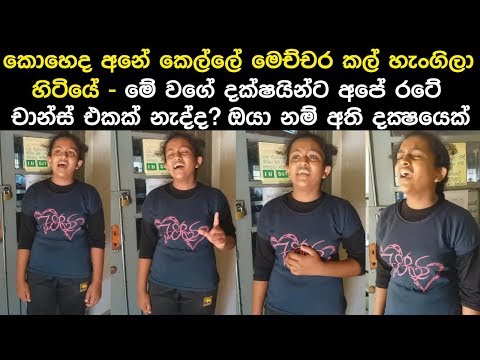 කොහෙද අනේ කෙල්ලේ මෙච්චර කල් හැංගිලා
හිටියේ - මේ වගේ දක්ෂයින්ට අපේ රටේ
චාන්ස් එකක් නැද්ද? ඔයා නම් අති දක්ෂයෙක්